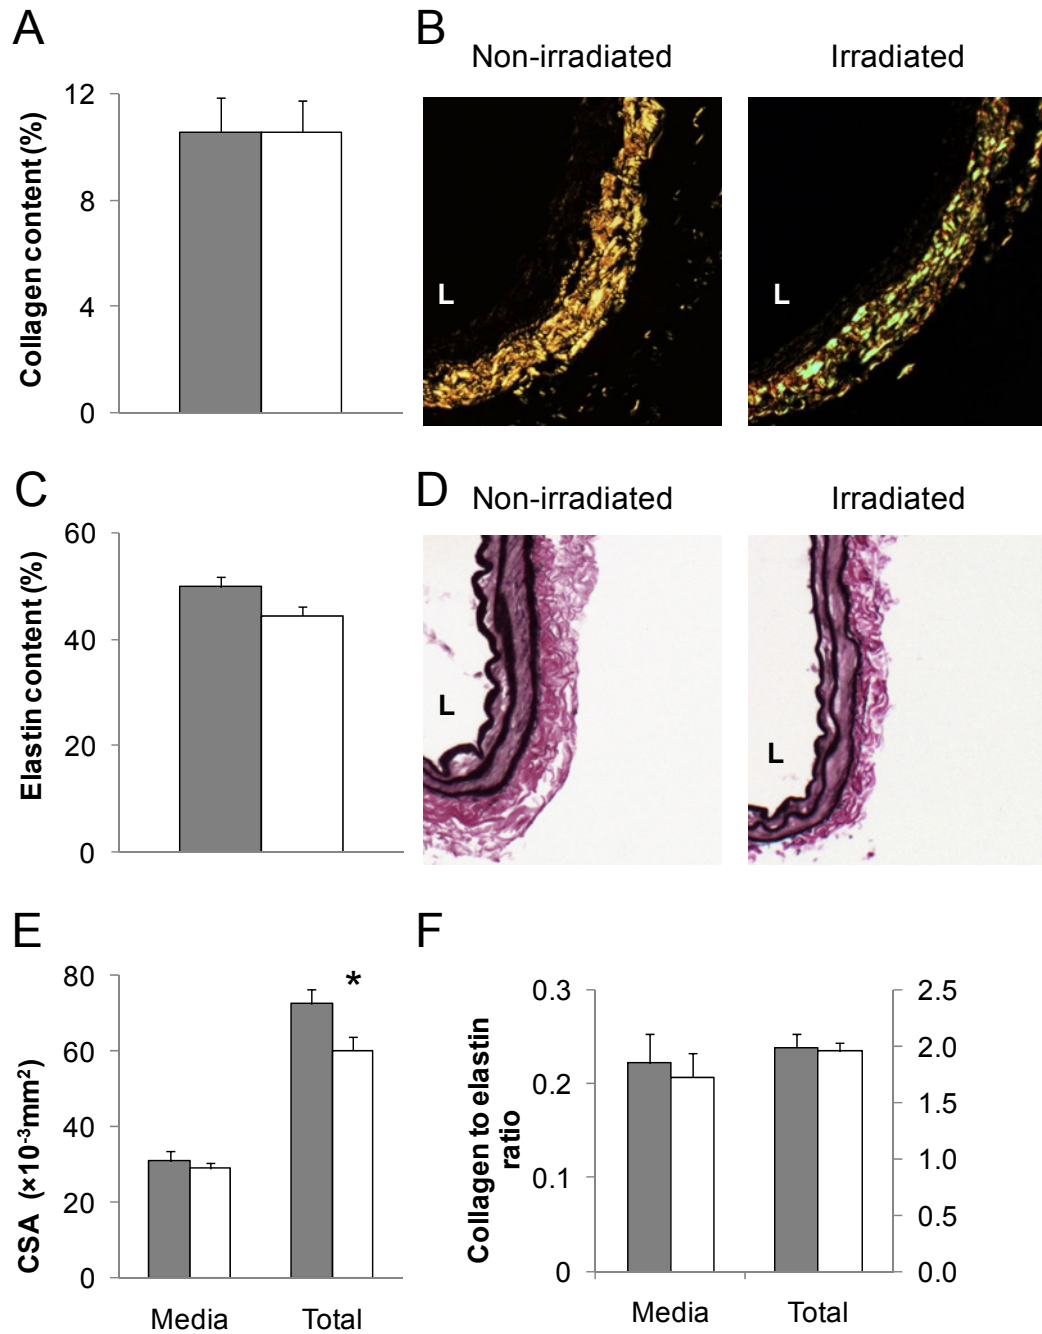 A
Collagen content (%)
12
8
4
0
B
Non-irradiated
Irradiated
L
L
C
Elastin content (%)
60
40
20
0
D
Non-irradiated
Irradiated
L
L
E
CSA (×10⁻³mm²)
80
60
40
20
0
*
Media
Total
F
Collagen to elastin
ratio
0.3
0.2
0.1
0
2.5
2.0
1.5
1.0
0.5
0.0
Media
Total